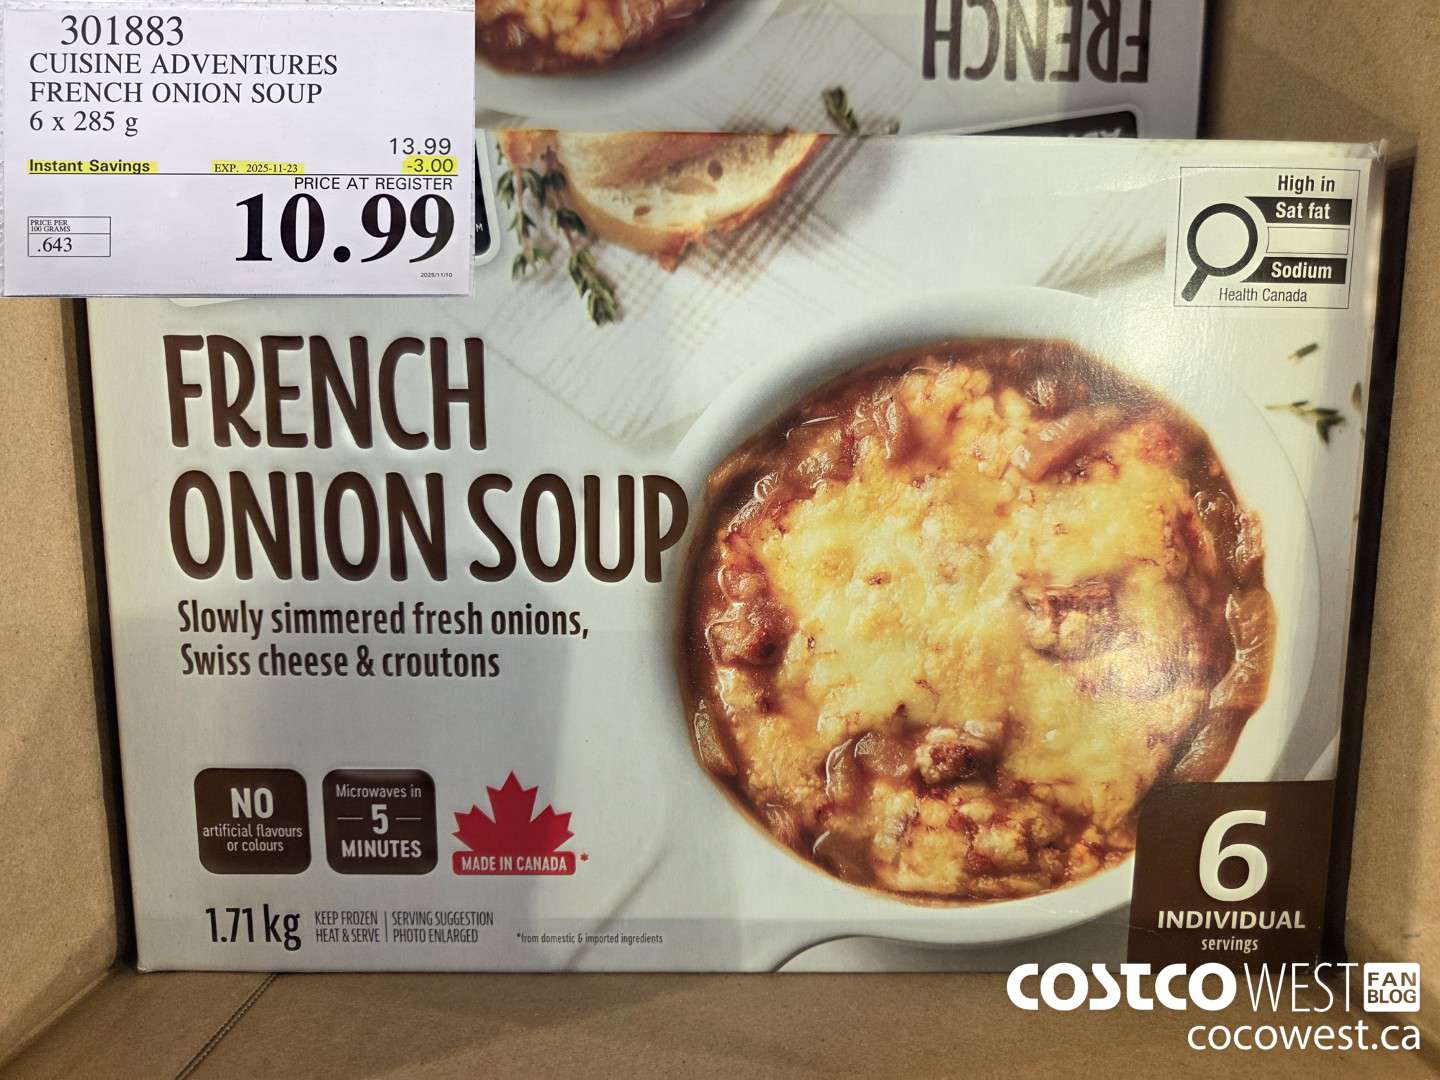 301883
CUISINE ADVENTURES
FRENCH ONION SOUP
6 x 285 g
13.99
Instant Savings EXP. 2025-11-23 -3.00
PRICE AT REGISTER
10.99
PRICE PER
100 GRAMS
.643
2025/11/10
FRENCH
High in
Sat fat
Sodium
Health Canada
FRENCH
ONION SOUP
Slowly simmered fresh onions,
Swiss cheese & croutons
NO
artificial flavours
or colours
Microwaves in
5
MINUTES
MADE IN CANADA *
6
INDIVIDUAL
servings
1.71 kg
KEEP FROZEN
HEAT & SERVE
SERVING SUGGESTION
PHOTO ENLARGED
*from domestic & imported ingredients
COSTCO WEST FAN BLOG
cocowest.ca